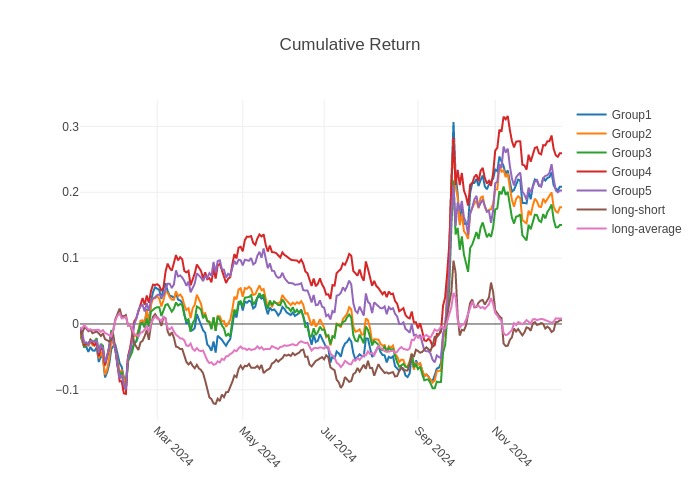 Cumulative Return
0.3
0.2
0.1
0
−0.1
Mar 2024
May 2024
Jul 2024
Sep 2024
Nov 2024
Group1
Group2
Group3
Group4
Group5
long-short
long-average